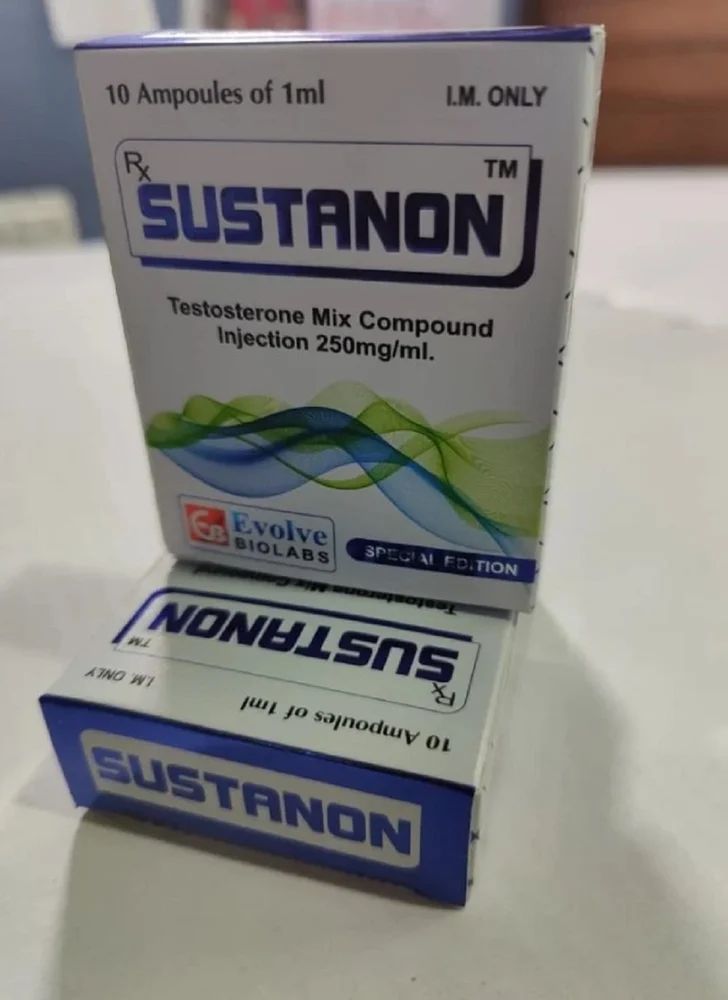 10 Ampoules of 1ml I.M. ONLY
Rx TM
SUSTANON
Testosterone Mix Compound
Injection 250mg/ml.
EB Evolve
BIOLABS
SPECIAL EDITION
Testosterone Mix Compound
SUSTANON
Rx TM
I.M. ONLY
10 Ampoules of 1ml
SUSTANON